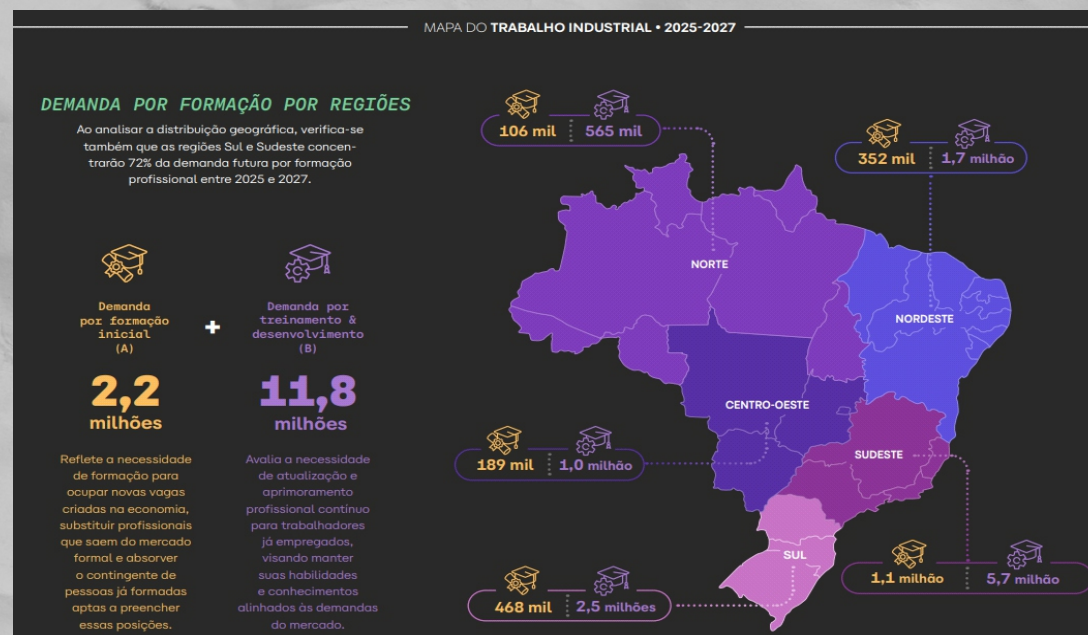 MAPA DO TRABALHO INDUSTRIAL • 2025-2027
DEMANDA POR FORMAÇÃO POR REGIÕES
Ao analisar a distribuição geográfica, verifica-se
também que as regiões Sul e Sudeste concen-
trarão 72% da demanda futura por formação
profissional entre 2025 e 2027.
Demanda
por formação
inicial
(A)
+
Demanda por
treinamento &
desenvolvimento
(B)
2,2
milhões
11,8
milhões
Reflete a necessidade
de formação para
ocupar novas vagas
criadas na economia,
substituir profissionais
que saem do mercado
formal e absorver
o contingente de
pessoas já formadas
aptas a preencher
essas posições.
Avalia a necessidade
de atualização e
aprimoramento
profissional contínuo
para trabalhadores
já empregados,
visando manter
suas habilidades
e conhecimentos
alinhados às demandas
do mercado.
106 mil 565 mil
352 mil 1,7 milhão
NORTE
NORDESTE
CENTRO-OESTE
189 mil 1,0 milhão
SUDESTE
SUL
1,1 milhão 5,7 milhão
468 mil 2,5 milhões